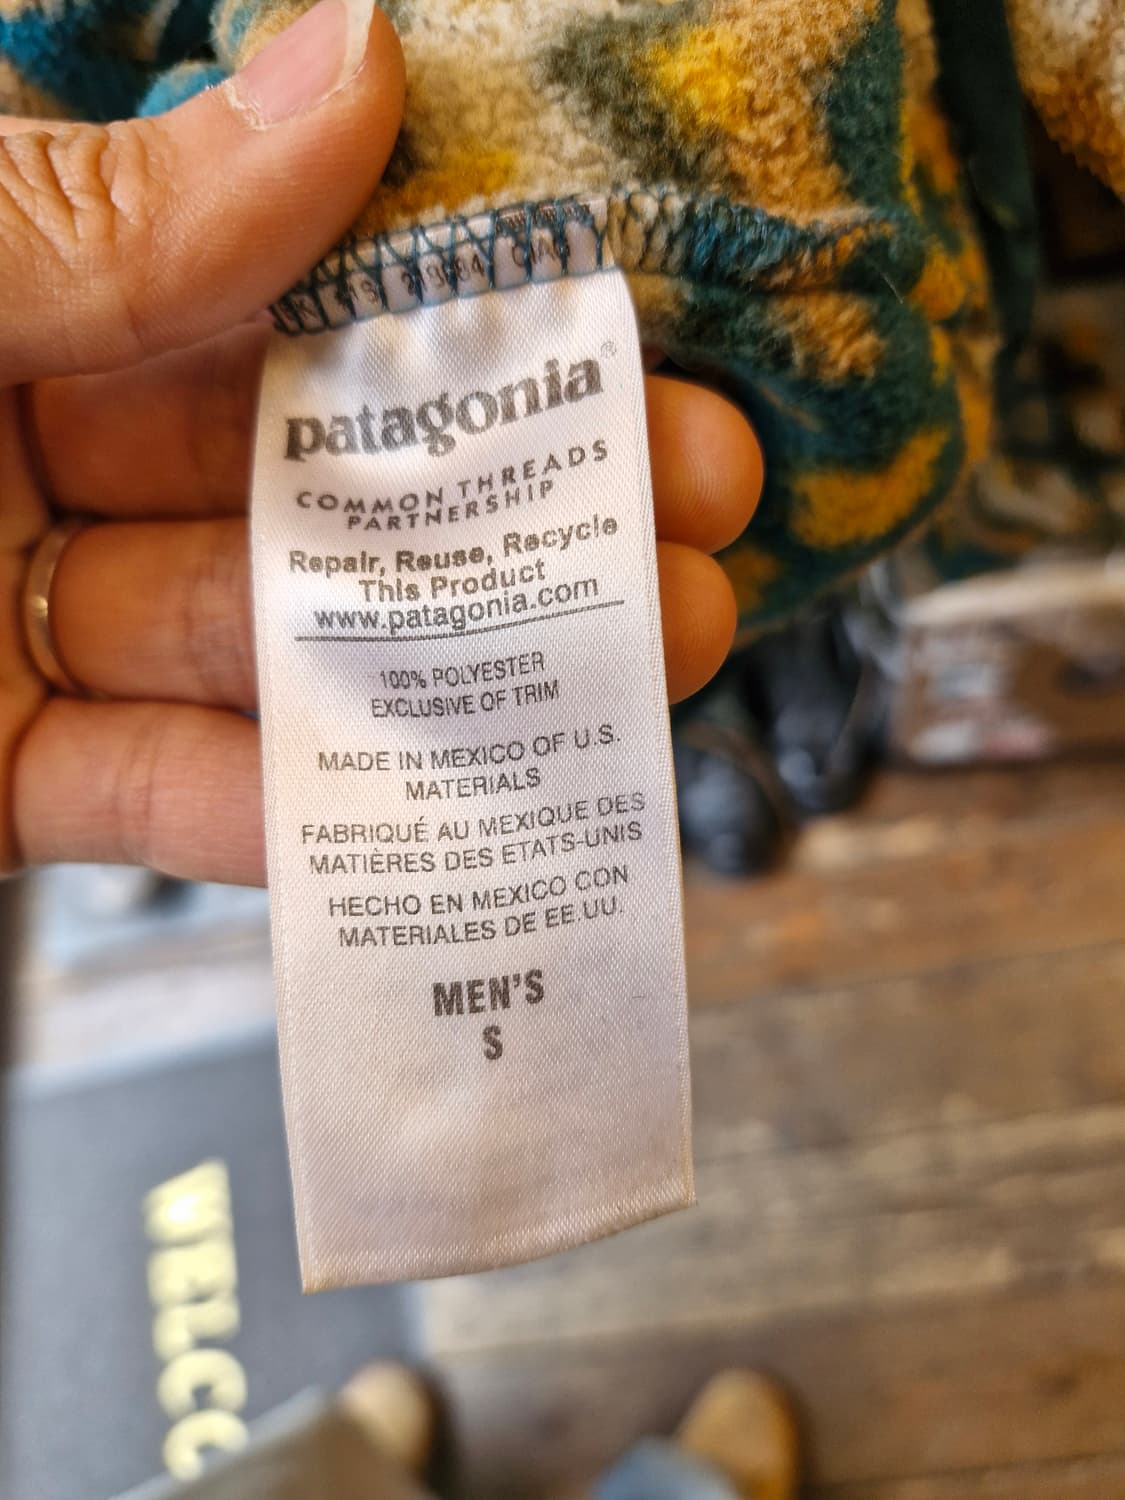 patagonia®
COMMON THREADS
PARTNERSHIP
Repair, Reuse, Recycle
This Product
www.patagonia.com
100% POLYESTER
EXCLUSIVE OF TRIM
MADE IN MEXICO OF U.S.
MATERIALS
FABRIQUÉ AU MEXIQUE DES
MATIÈRES DES ETATS-UNIS
HECHO EN MEXICO CON
MATERIALES DE EE.UU.
MEN'S
S
WELCO